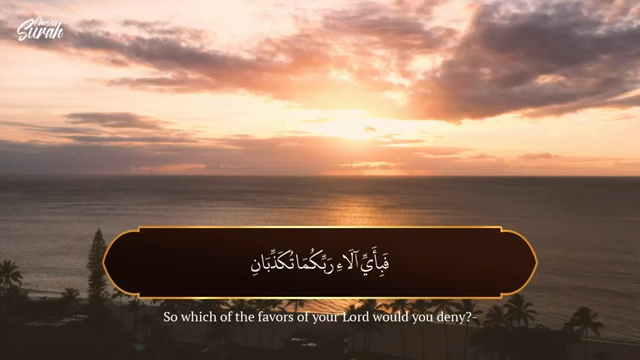 Surah
فَبِأَيِّ آلَاءِ رَبِّكُمَا تُكَذِّبَانِ
So which of the favors of your Lord would you deny?-